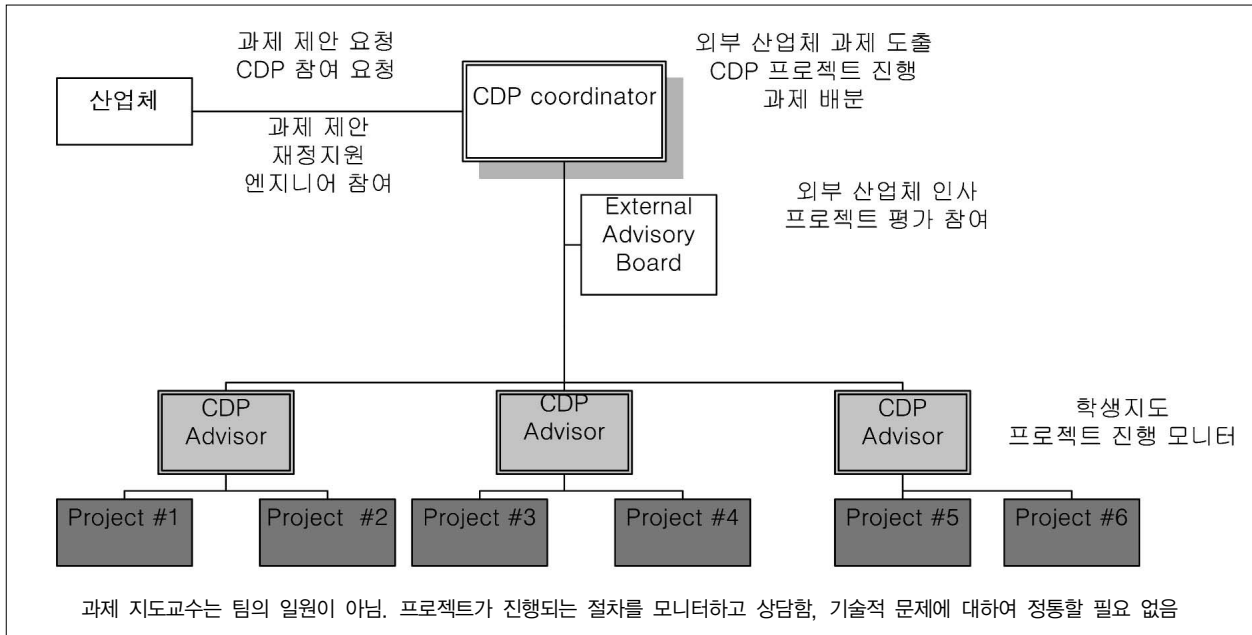 과제 제안 요청
CDP 참여 요청
산업체
과제 제안
재정지원
엔지니어 참여
CDP coordinator
외부 산업체 과제 도출
CDP 프로젝트 진행
과제 배분
External
Advisory
Board
외부 산업체 인사
프로젝트 평가 참여
CDP
Advisor
CDP
Advisor
CDP
Advisor
학생지도
프로젝트 진행 모니터
Project #1
Project #2
Project #3
Project #4
Project #5
Project #6
과제 지도교수는 팀의 일원이 아님. 프로젝트가 진행되는 절차를 모니터하고 상담함, 기술적 문제에 대하여 정통할 필요 없음